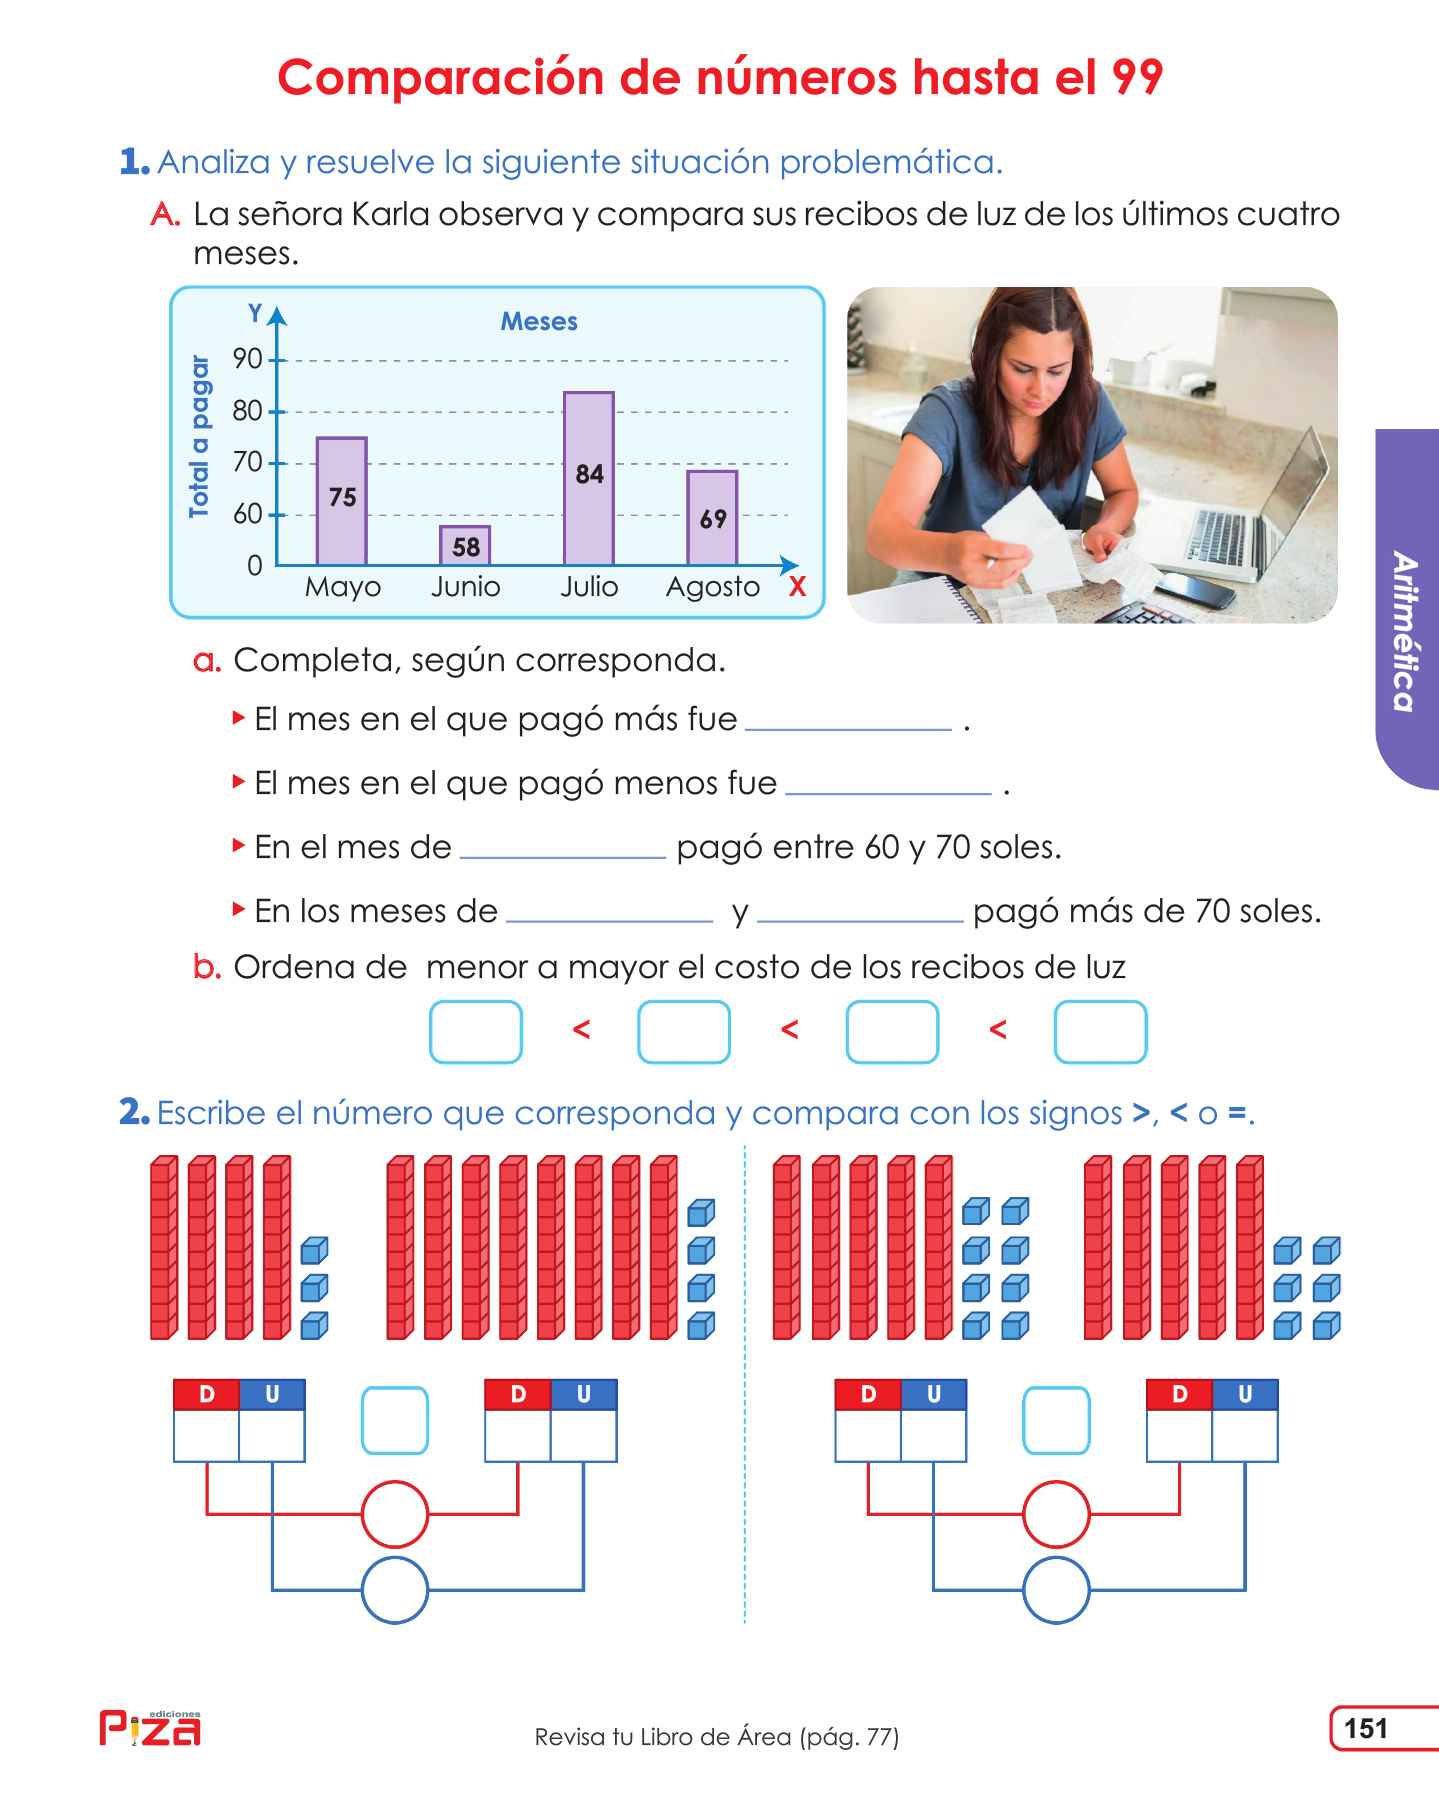 Comparación de números hasta el 99
1. Analiza y resuelve la siguiente situación problemática.
A. La señora Karla observa y compara sus recibos de luz de los últimos cuatro
meses.
Y
Meses
Total a pagar
90
80
70
60
0
75
58
84
69
Mayo Junio Julio Agosto X
Aritmética
a. Completa, según corresponda.
El mes en el que pagó más fue .
El mes en el que pagó menos fue .
En el mes de pagó entre 60 y 70 soles.
En los meses de y pagó más de 70 soles.
b. Ordena de menor a mayor el costo de los recibos de luz
< < <
2. Escribe el número que corresponda y compara con los signos >, < o =.
D U D U D U D U
ediciones
Piza
Revisa tu Libro de Área (pág. 77)
151